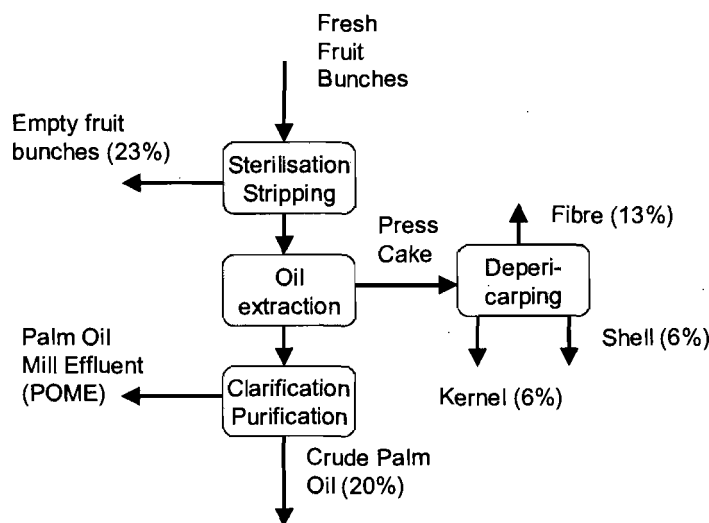 Fresh
Fruit
Bunches
Empty fruit
bunches (23%)
Sterilisation
Stripping
Press
Cake
Fibre (13%)
Oil
extraction
Deperi-
carping
Palm Oil
Mill Effluent
(POME)
Shell (6%)
Clarification
Purification
Kernel (6%)
Crude Palm
Oil (20%)